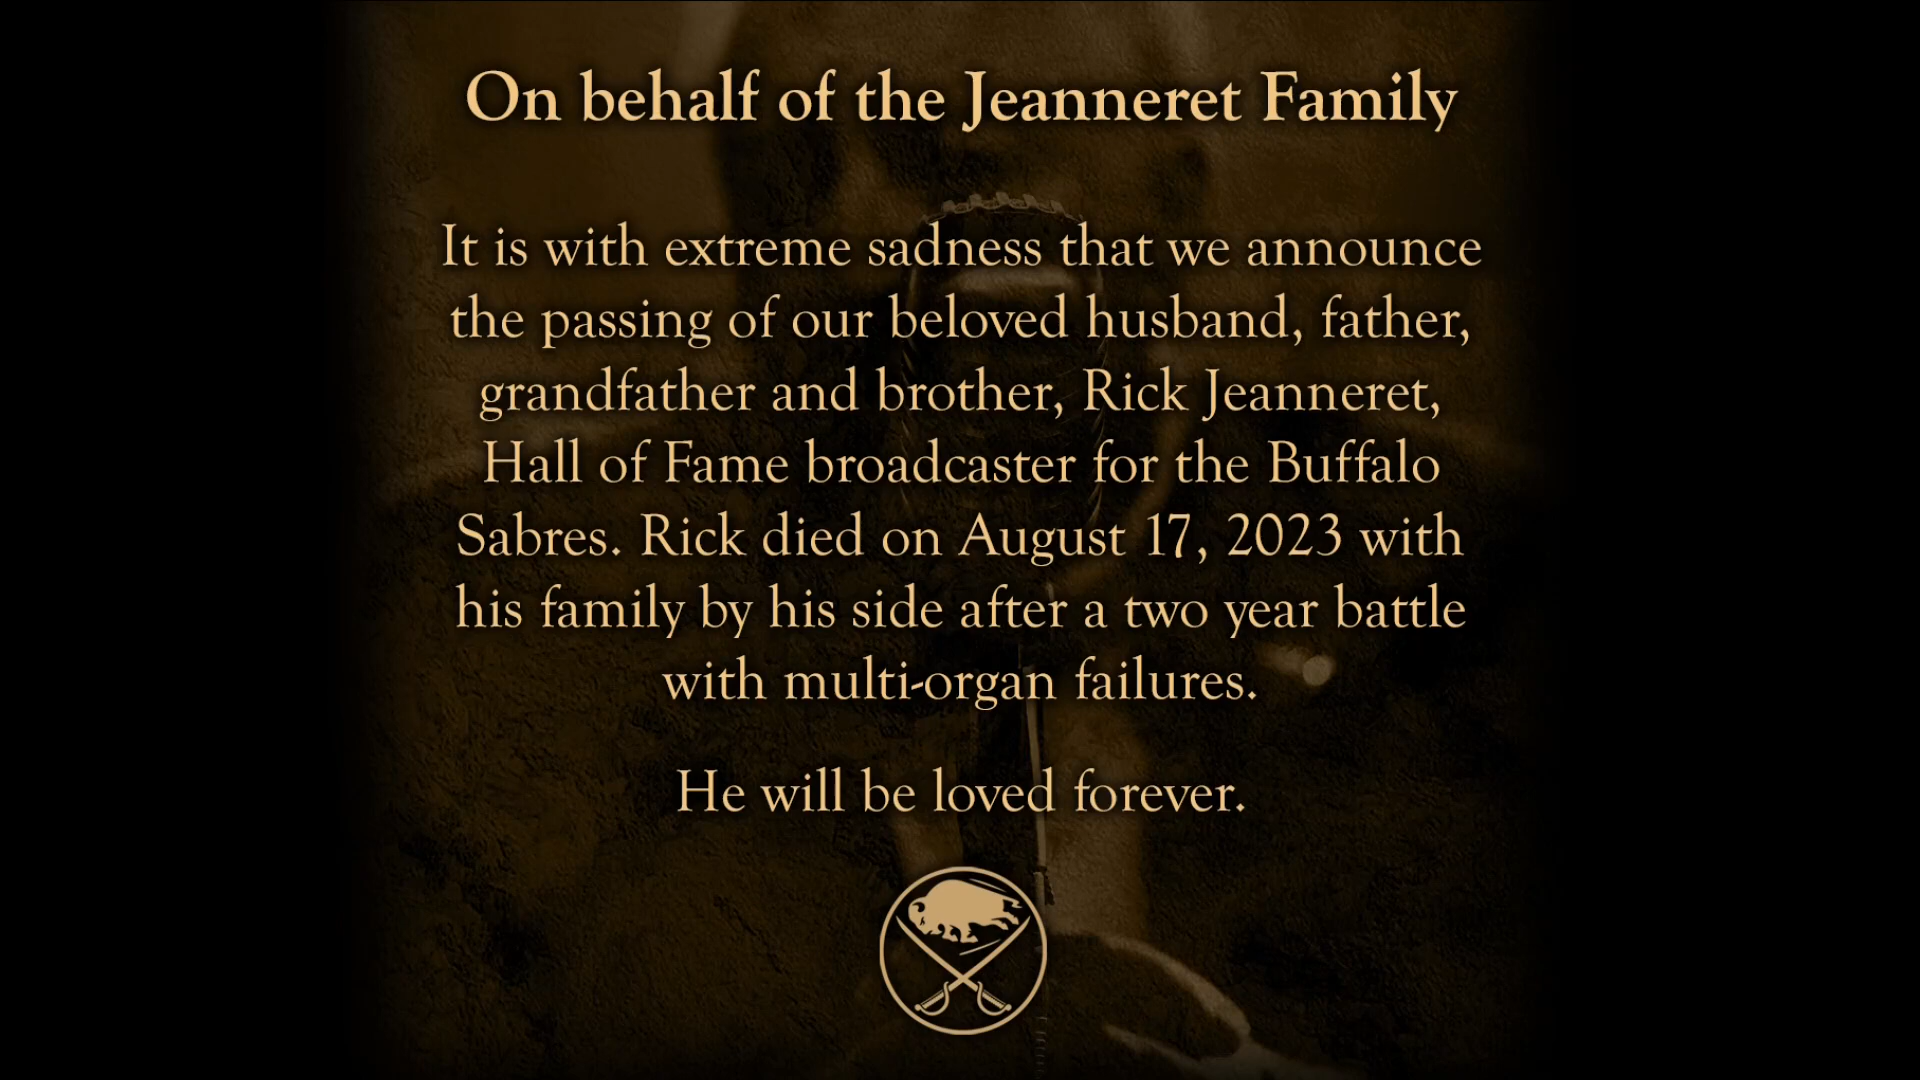 On behalf of the Jeanneret Family
It is with extreme sadness that we announce
the passing of our beloved husband, father,
grandfather and brother, Rick Jeanneret,
Hall of Fame broadcaster for the Buffalo
Sabres. Rick died on August 17, 2023 with
his family by his side after a two year battle
with multi-organ failures.
He will be loved forever.